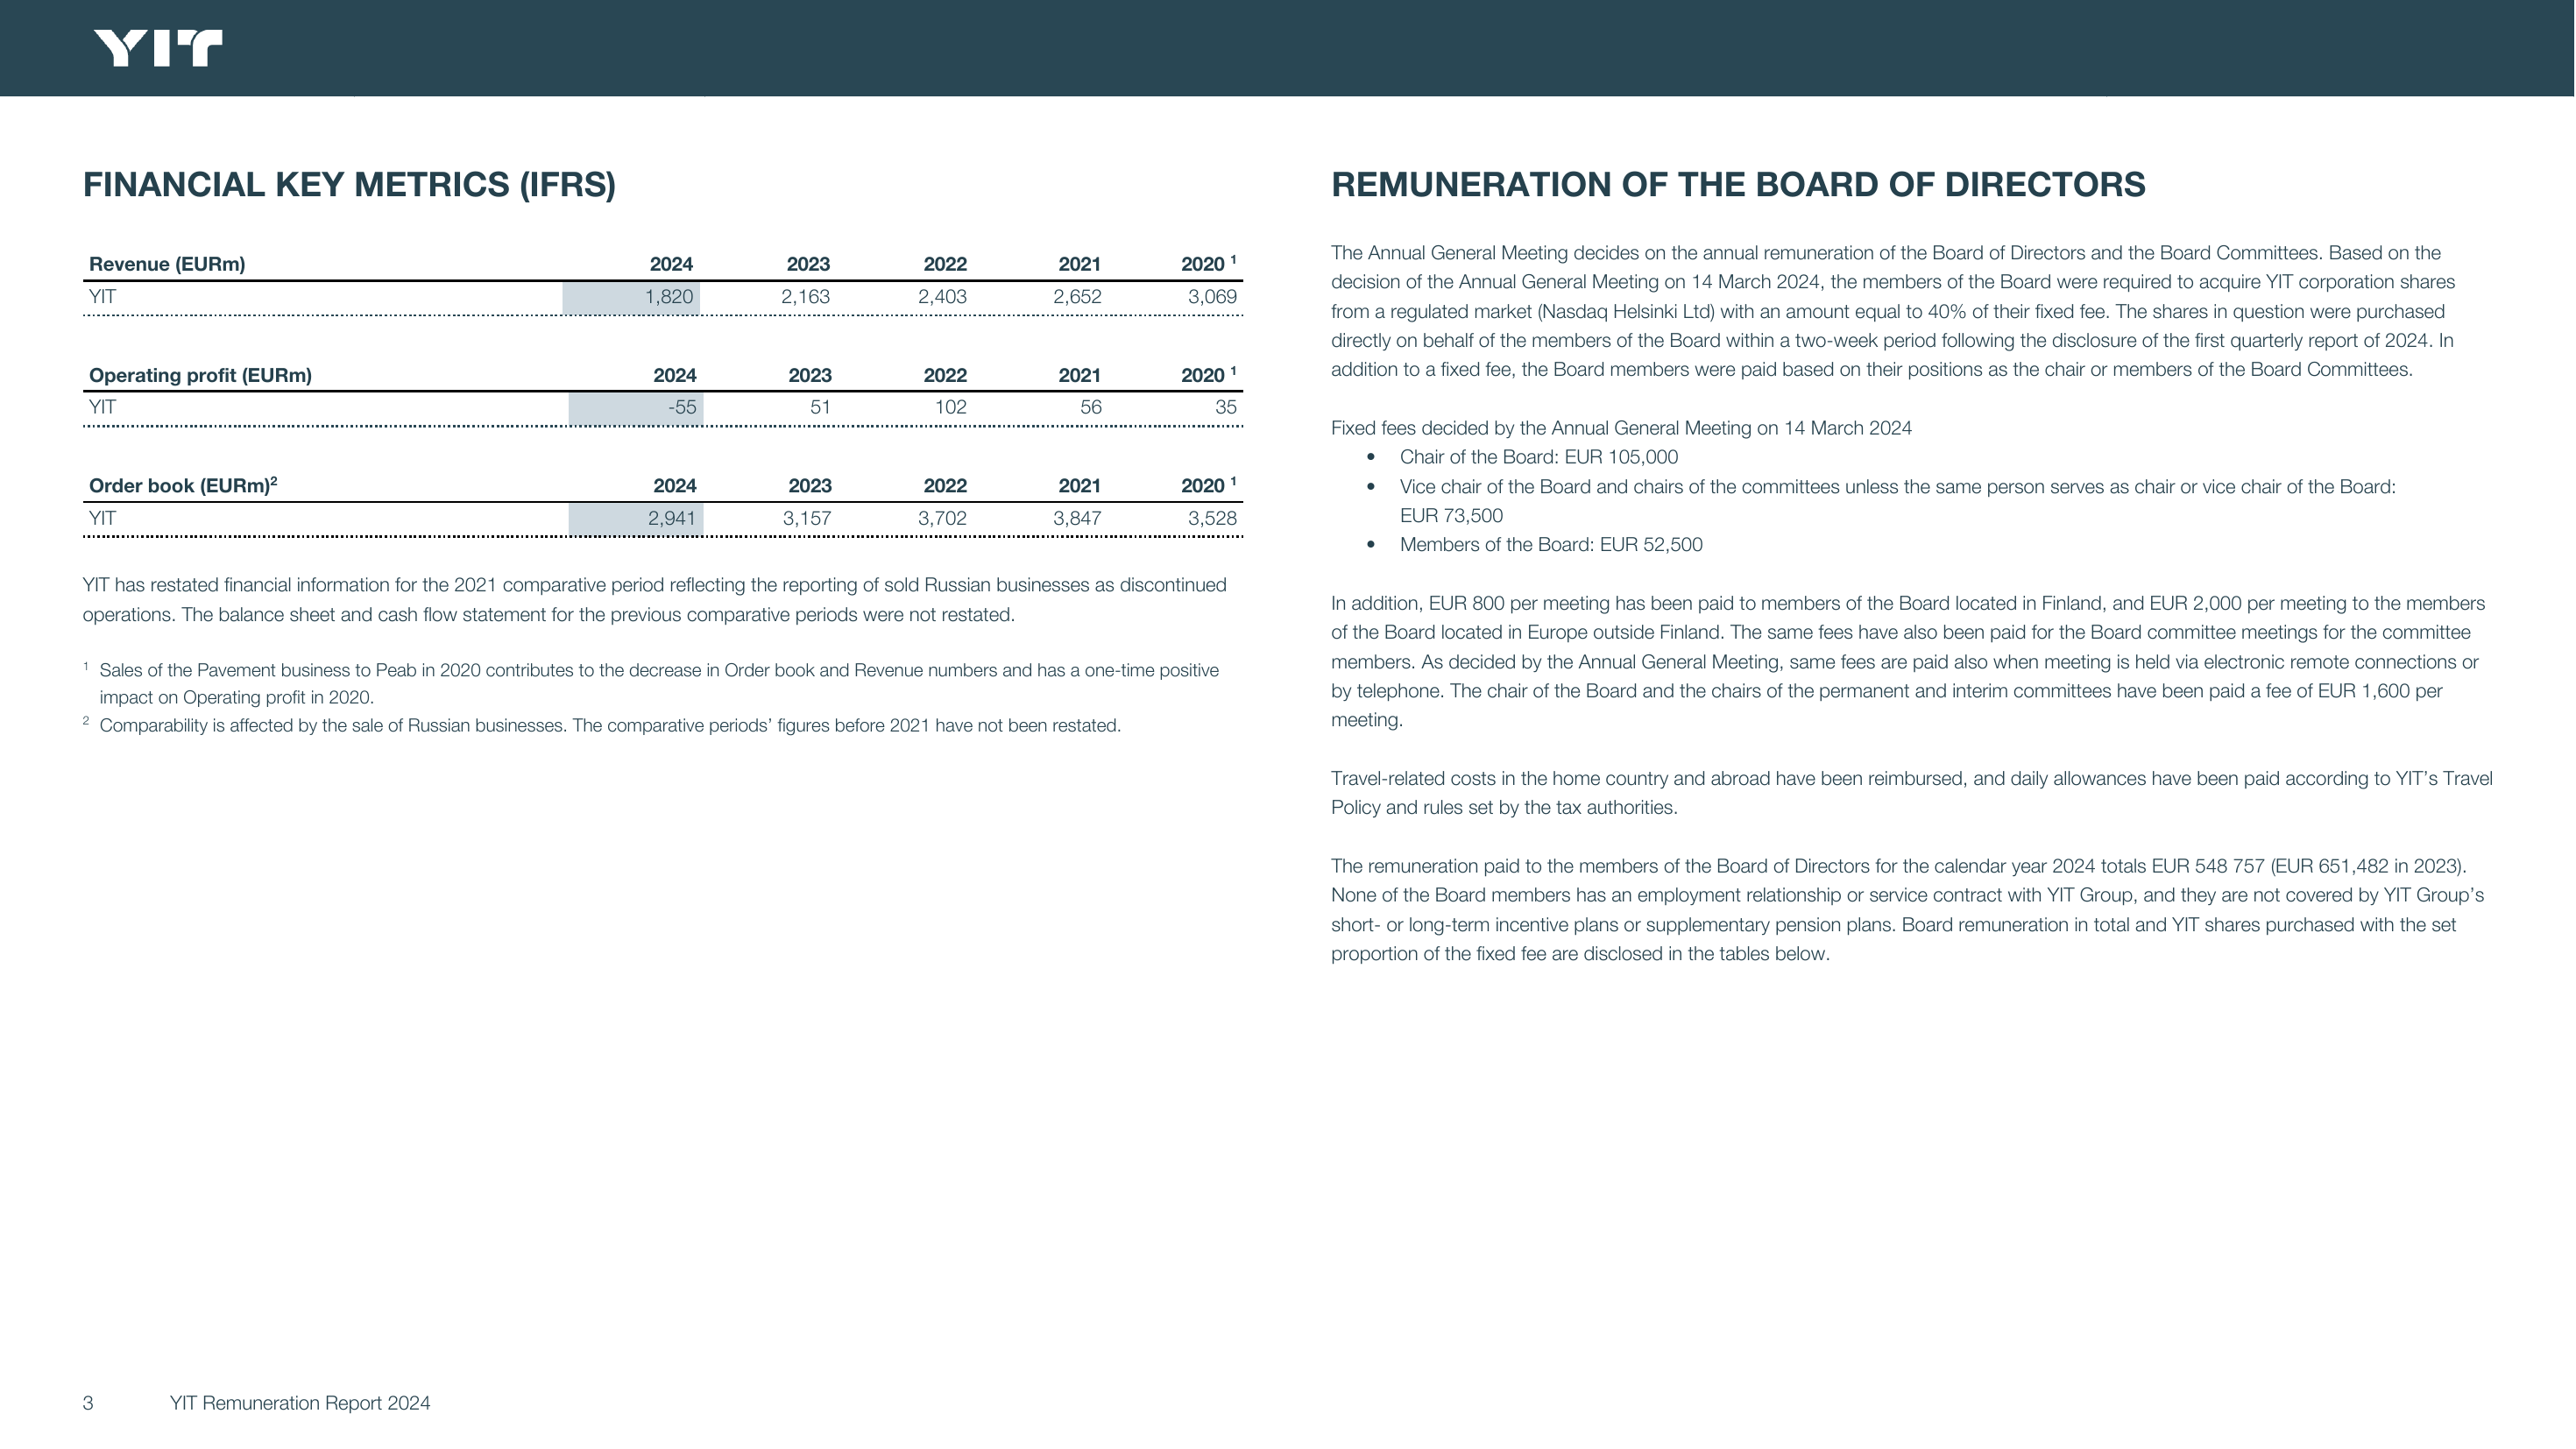 YIT
FINANCIAL KEY METRICS (IFRS)
Revenue (EURm) 2024 2023 2022 2021 2020 ¹
YIT 1,820 2,163 2,403 2,652 3,069
Operating profit (EURm) 2024 2023 2022 2021 2020 ¹
YIT -55 51 102 56 35
Order book (EURm)² 2024 2023 2022 2021 2020 ¹
YIT 2,941 3,157 3,702 3,847 3,528
YIT has restated financial information for the 2021 comparative period reflecting the reporting of sold Russian businesses as discontinued
operations. The balance sheet and cash flow statement for the previous comparative periods were not restated.
¹ Sales of the Pavement business to Peab in 2020 contributes to the decrease in Order book and Revenue numbers and has a one-time positive
impact on Operating profit in 2020.
² Comparability is affected by the sale of Russian businesses. The comparative periods’ figures before 2021 have not been restated.
REMUNERATION OF THE BOARD OF DIRECTORS
The Annual General Meeting decides on the annual remuneration of the Board of Directors and the Board Committees. Based on the
decision of the Annual General Meeting on 14 March 2024, the members of the Board were required to acquire YIT corporation shares
from a regulated market (Nasdaq Helsinki Ltd) with an amount equal to 40% of their fixed fee. The shares in question were purchased
directly on behalf of the members of the Board within a two-week period following the disclosure of the first quarterly report of 2024. In
addition to a fixed fee, the Board members were paid based on their positions as the chair or members of the Board Committees.
Fixed fees decided by the Annual General Meeting on 14 March 2024
• Chair of the Board: EUR 105,000
• Vice chair of the Board and chairs of the committees unless the same person serves as chair or vice chair of the Board:
EUR 73,500
• Members of the Board: EUR 52,500
In addition, EUR 800 per meeting has been paid to members of the Board located in Finland, and EUR 2,000 per meeting to the members
of the Board located in Europe outside Finland. The same fees have also been paid for the Board committee meetings for the committee
members. As decided by the Annual General Meeting, same fees are paid also when meeting is held via electronic remote connections or
by telephone. The chair of the Board and the chairs of the permanent and interim committees have been paid a fee of EUR 1,600 per
meeting.
Travel-related costs in the home country and abroad have been reimbursed, and daily allowances have been paid according to YIT’s Travel
Policy and rules set by the tax authorities.
The remuneration paid to the members of the Board of Directors for the calendar year 2024 totals EUR 548 757 (EUR 651,482 in 2023).
None of the Board members has an employment relationship or service contract with YIT Group, and they are not covered by YIT Group’s
short- or long-term incentive plans or supplementary pension plans. Board remuneration in total and YIT shares purchased with the set
proportion of the fixed fee are disclosed in the tables below.
3 YIT Remuneration Report 2024